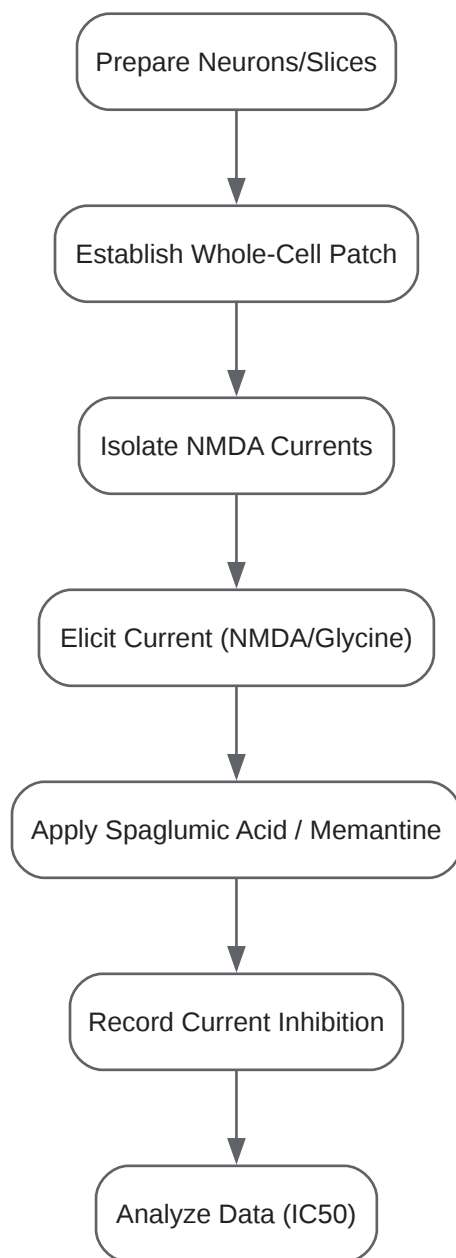 Prepare Neurons/Slices
Establish Whole-Cell Patch
Isolate NMDA Currents
Elicit Current (NMDA/Glycine)
Apply Spaglumic Acid / Memantine
Record Current Inhibition
Analyze Data (IC50)